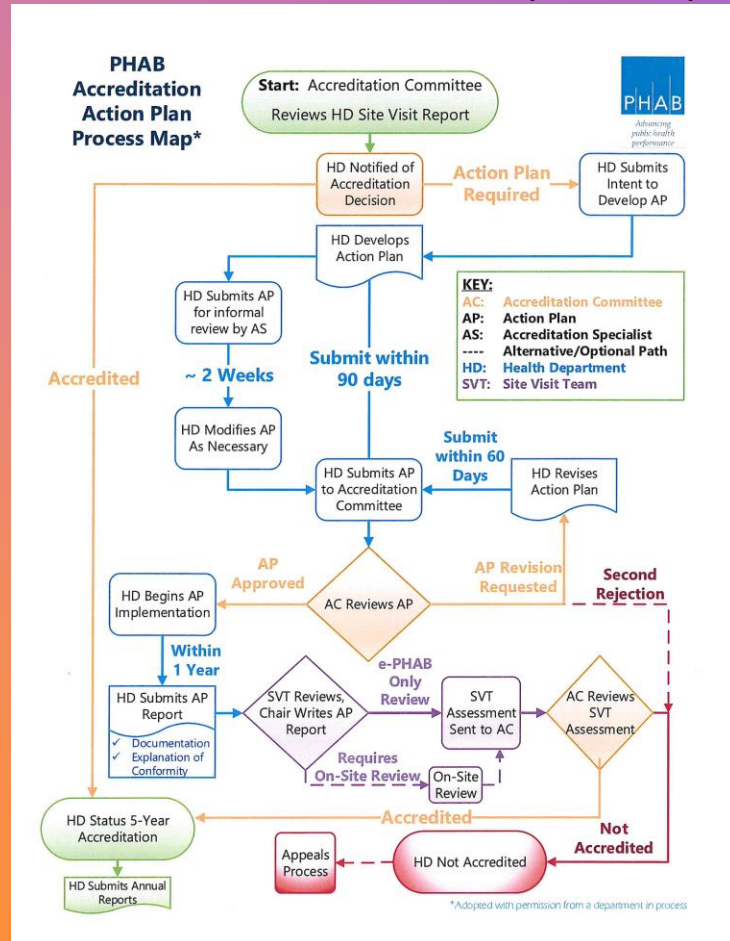 PHAB
Accreditation
Action Plan
Process Map*
Start: Accreditation Committee
Reviews HD Site Visit Report
PHAB
Advancing
public health
performance
HD Notified of
Accreditation
Decision
Action Plan
Required
HD Submits
Intent to
Develop AP
HD Develops
Action Plan
HD Submits AP
for informal
review by AS
KEY:
AC: Accreditation Committee
AP: Action Plan
AS: Accreditation Specialist
---- Alternative/Optional Path
HD: Health Department
SVT: Site Visit Team
Accredited
~ 2 Weeks
Submit within
90 days
HD Modifies AP
As Necessary
HD Submits AP
to Accreditation
Committee
Submit
within 60
Days
HD Revises
Action Plan
AP
Approved
AC Reviews AP
AP Revision
Requested
Second
Rejection
HD Begins AP
Implementation
Within
1 Year
HD Submits AP
Report
✓ Documentation
✓ Explanation of
Conformity
SVT Reviews,
Chair Writes AP
Report
e-PHAB
Only
Review
SVT
Assessment
Sent to AC
AC Reviews
SVT
Assessment
Requires
On-Site Review
On-Site
Review
Accredited
HD Status 5-Year
Accreditation
Not
Accredited
Appeals
Process
HD Not Accredited
HD Submits Annual
Reports
*Adopted with permission from a department in process